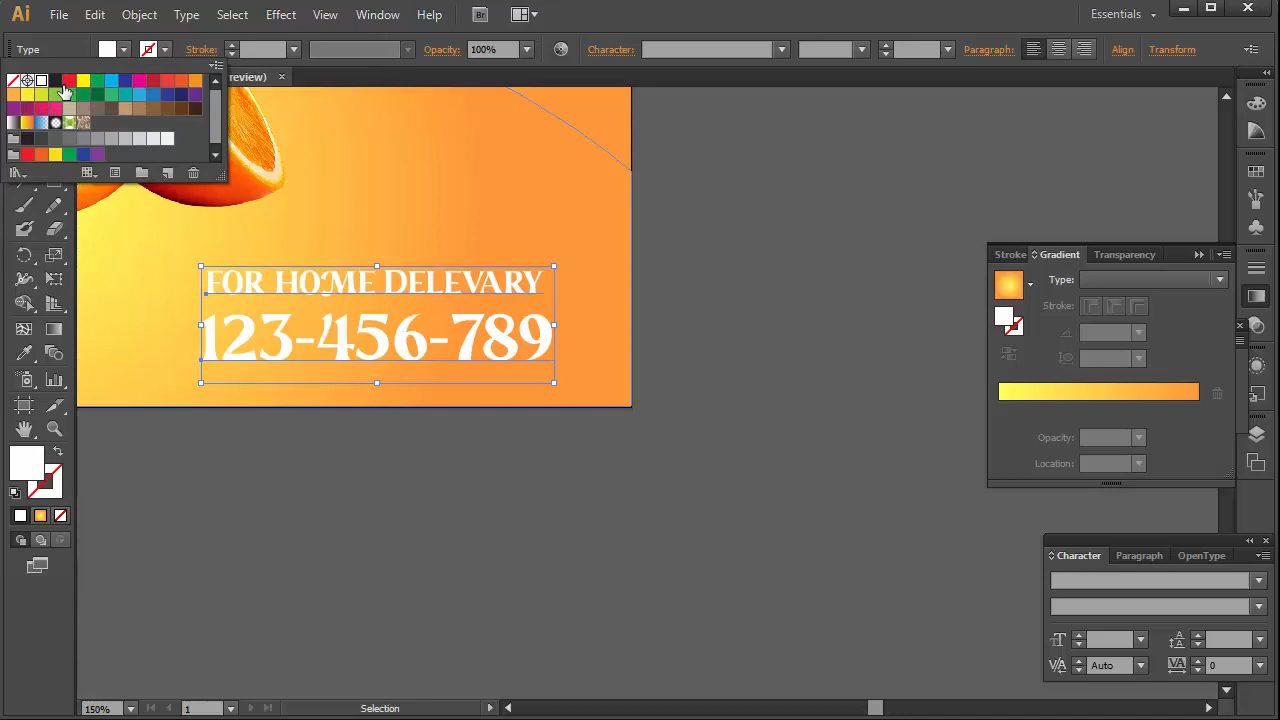 Ai File Edit Object Type Select Effect View Window Help Br Essentials
Type Stroke: Opacity: 100% Character: Paragraph: Align Transform
review)
Stroke Gradient Transparency
Type:
Stroke:
FOR HOME DELEVARY
123-456-789
Opacity:
Location:
Character Paragraph OpenType
Auto 0
150% 1 Selection